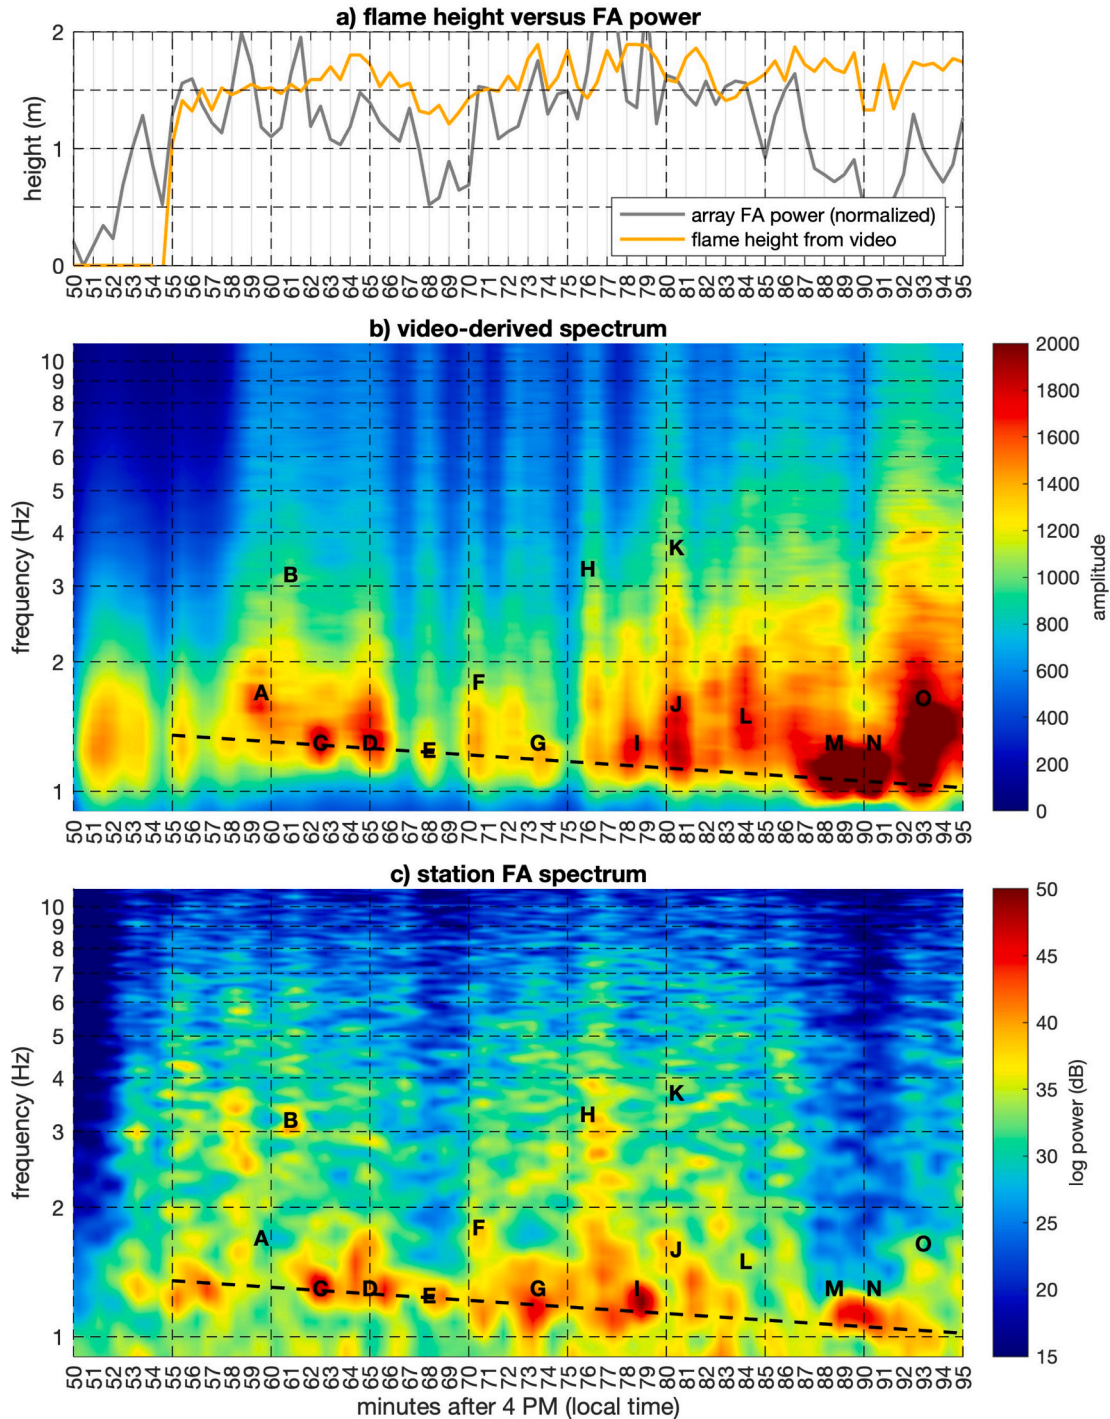 a) flame height versus FA power
2
1
0
height (m)
array FA power (normalized)
flame height from video
50 51 52 53 54 55 56 57 58 59 60 61 62 63 64 65 66 67 68 69 70 71 72 73 74 75 76 77 78 79 80 81 82 83 84 85 86 87 88 89 90 91 92 93 94 95
b) video-derived spectrum
10
9
8
7
6
5
4
3
2
1
frequency (Hz)
A B C D E F G H I J K L M N O
2000
1800
1600
1400
1200
1000
800
600
400
200
0
amplitude
50 51 52 53 54 55 56 57 58 59 60 61 62 63 64 65 66 67 68 69 70 71 72 73 74 75 76 77 78 79 80 81 82 83 84 85 86 87 88 89 90 91 92 93 94 95
c) station FA spectrum
10
9
8
7
6
5
4
3
2
1
frequency (Hz)
A B C D E F G H I J K L M N O
50
45
40
35
30
25
20
15
log power (dB)
50 51 52 53 54 55 56 57 58 59 60 61 62 63 64 65 66 67 68 69 70 71 72 73 74 75 76 77 78 79 80 81 82 83 84 85 86 87 88 89 90 91 92 93 94 95
minutes after 4 PM (local time)